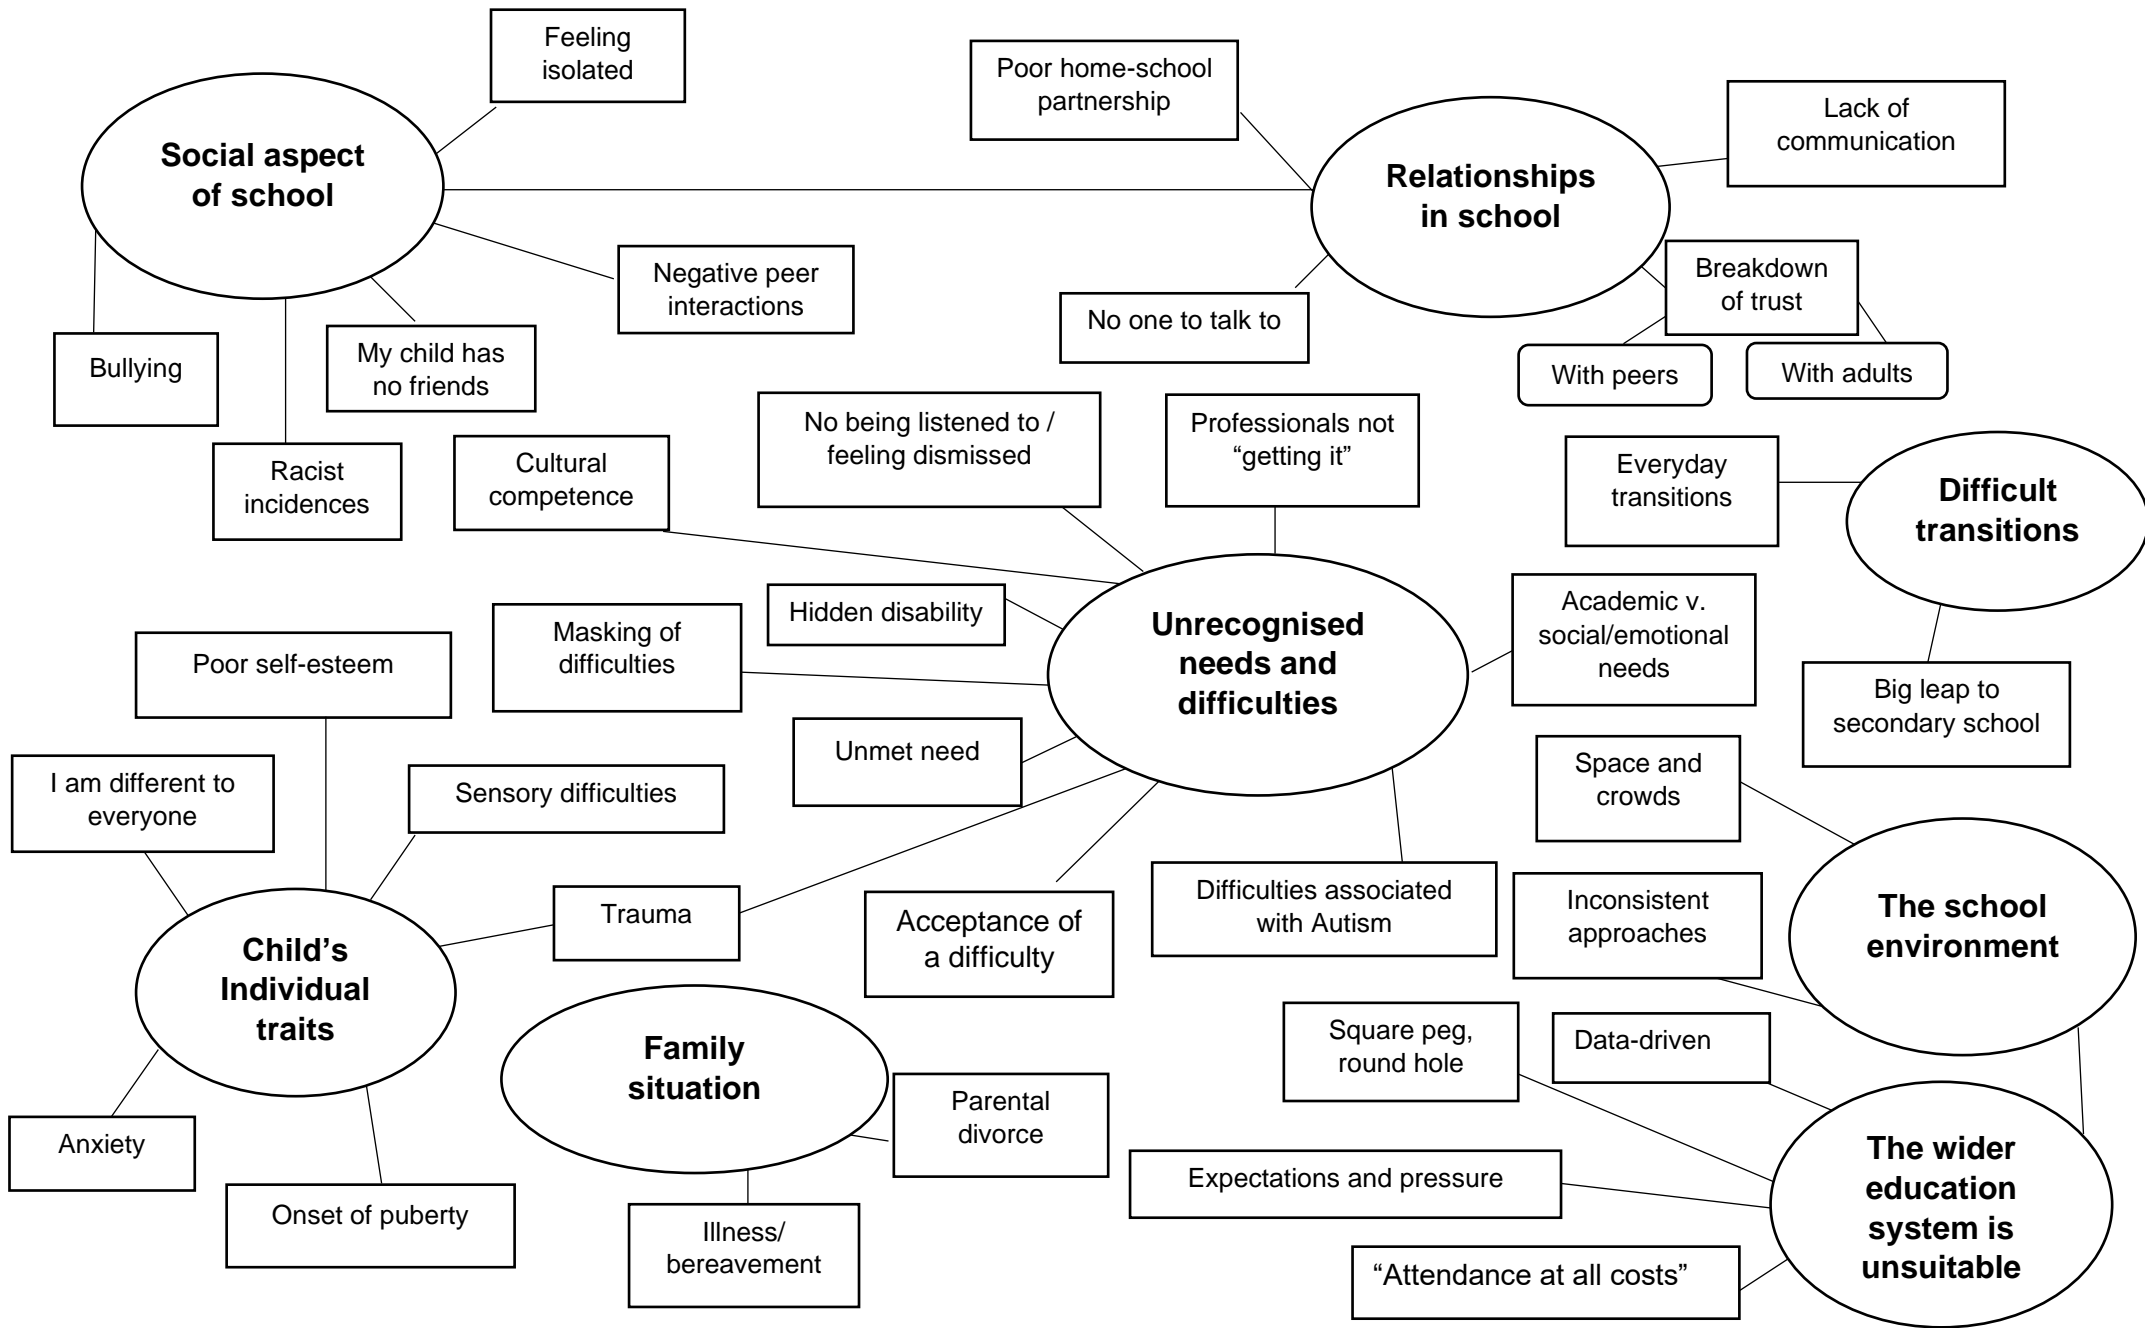 Feeling
isolated
Poor home-school
partnership
Lack of
communication
Social aspect
of school
Relationships
in school
Negative peer
interactions
Breakdown
of trust
No one to talk to
Bullying
My child has
no friends
With peers
With adults
Racist
incidences
Cultural
competence
No being listened to /
feeling dismissed
Professionals not
“getting it”
Everyday
transitions
Difficult
transitions
Hidden disability
Masking of
difficulties
Unrecognised
needs and
difficulties
Academic v.
social/emotional
needs
Poor self-esteem
Big leap to
secondary school
Unmet need
Space and
crowds
I am different to
everyone
Sensory difficulties
Trauma
Acceptance of
a difficulty
Difficulties associated
with Autism
Inconsistent
approaches
The school
environment
Child’s
Individual
traits
Family
situation
Square peg,
round hole
Data-driven
Parental
divorce
Anxiety
Onset of puberty
Illness/
bereavement
Expectations and pressure
The wider
education
system is
unsuitable
“Attendance at all costs”